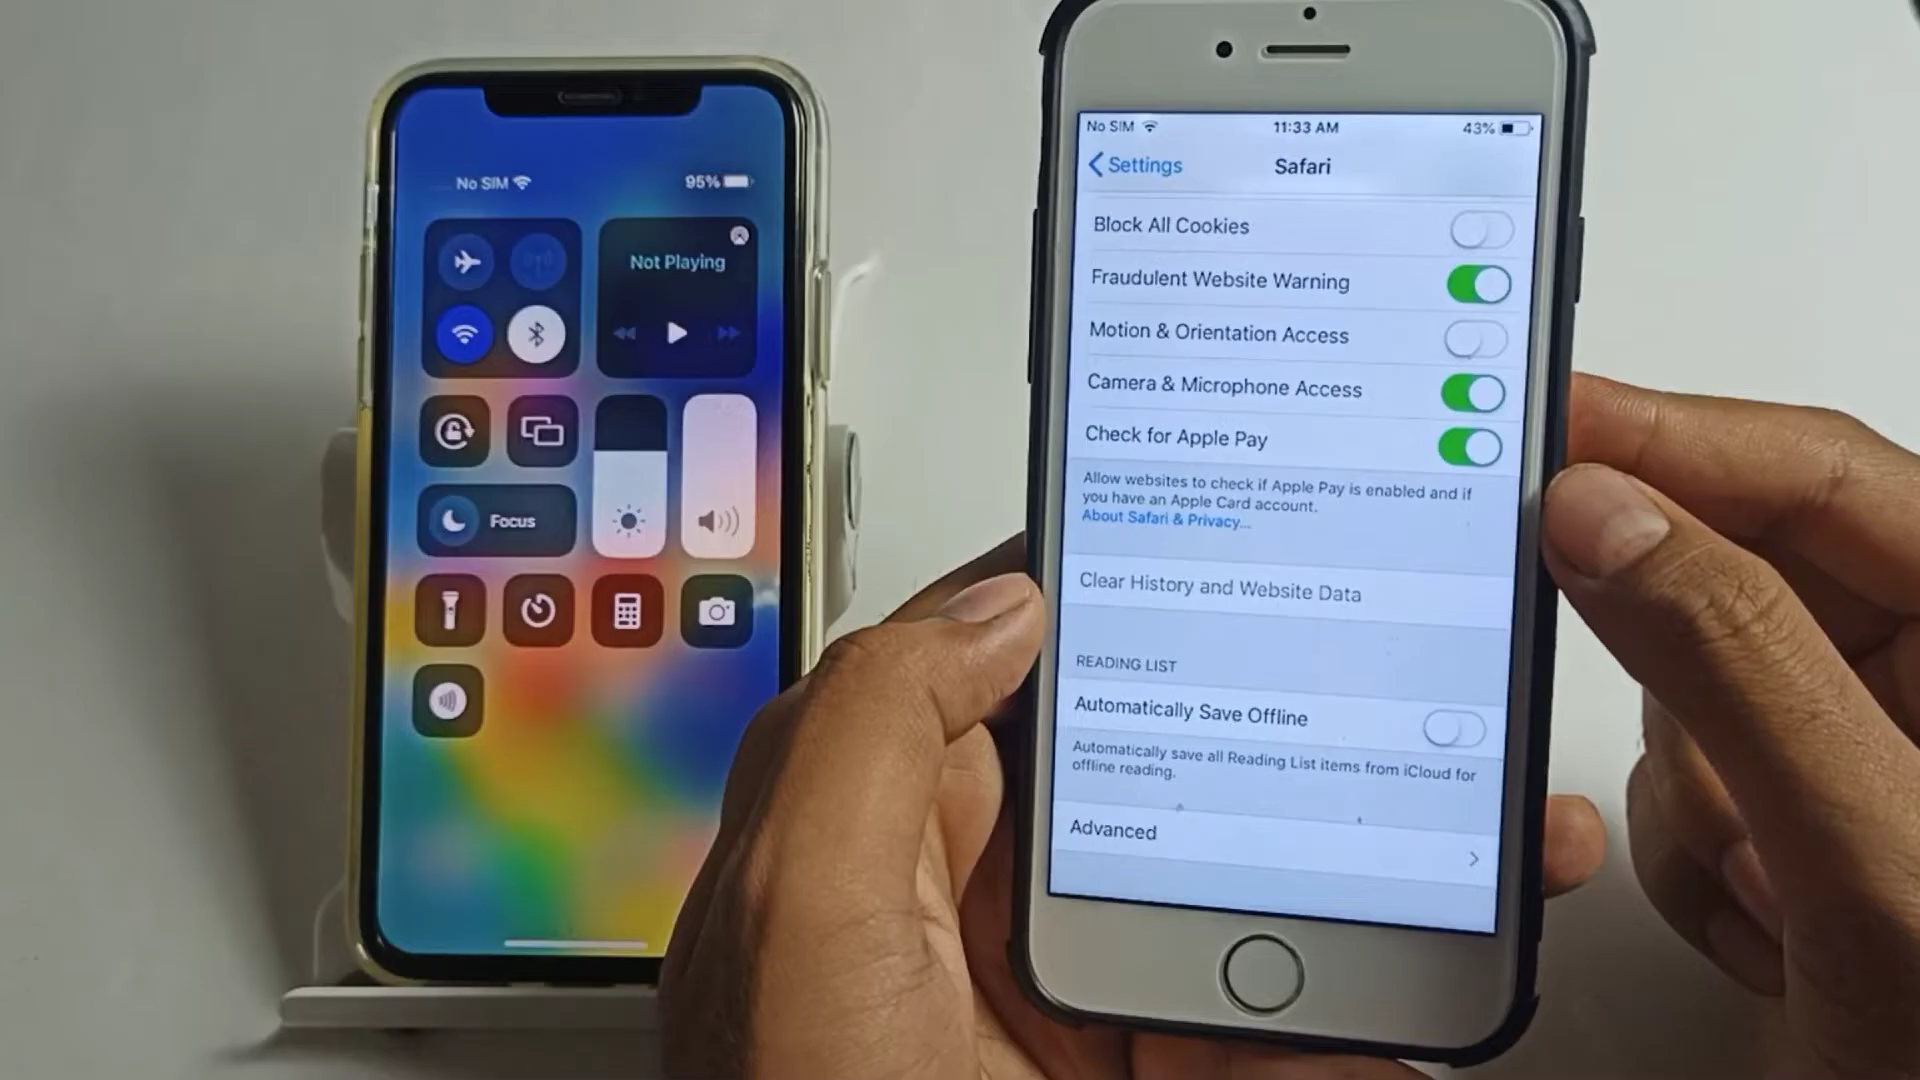 No SIM
95%
Not Playing
Focus
No SIM
11:33 AM
43%
Settings
Safari
Block All Cookies
Fraudulent Website Warning
Motion & Orientation Access
Camera & Microphone Access
Check for Apple Pay
Allow websites to check if Apple Pay is enabled and if
you have an Apple Card account.
About Safari & Privacy...
Clear History and Website Data
READING LIST
Automatically Save Offline
Automatically save all Reading List items from iCloud for
offline reading.
Advanced